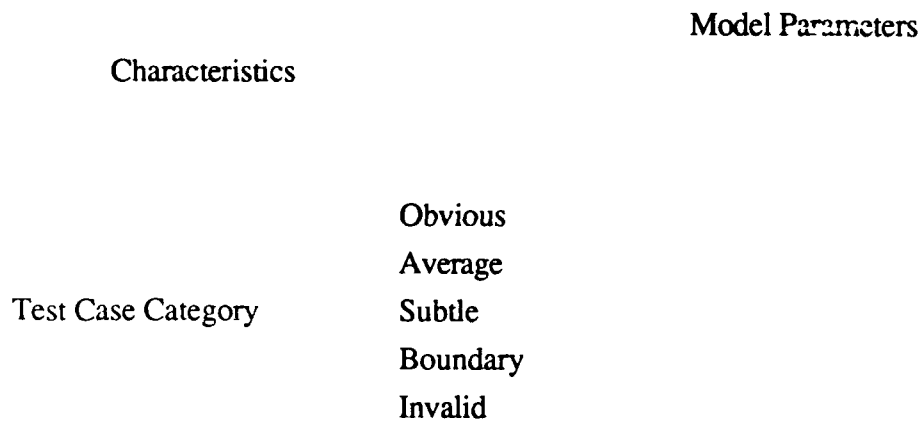 Model Parameters
Characteristics
Obvious
Average
Test Case Category
Subtle
Boundary
Invalid